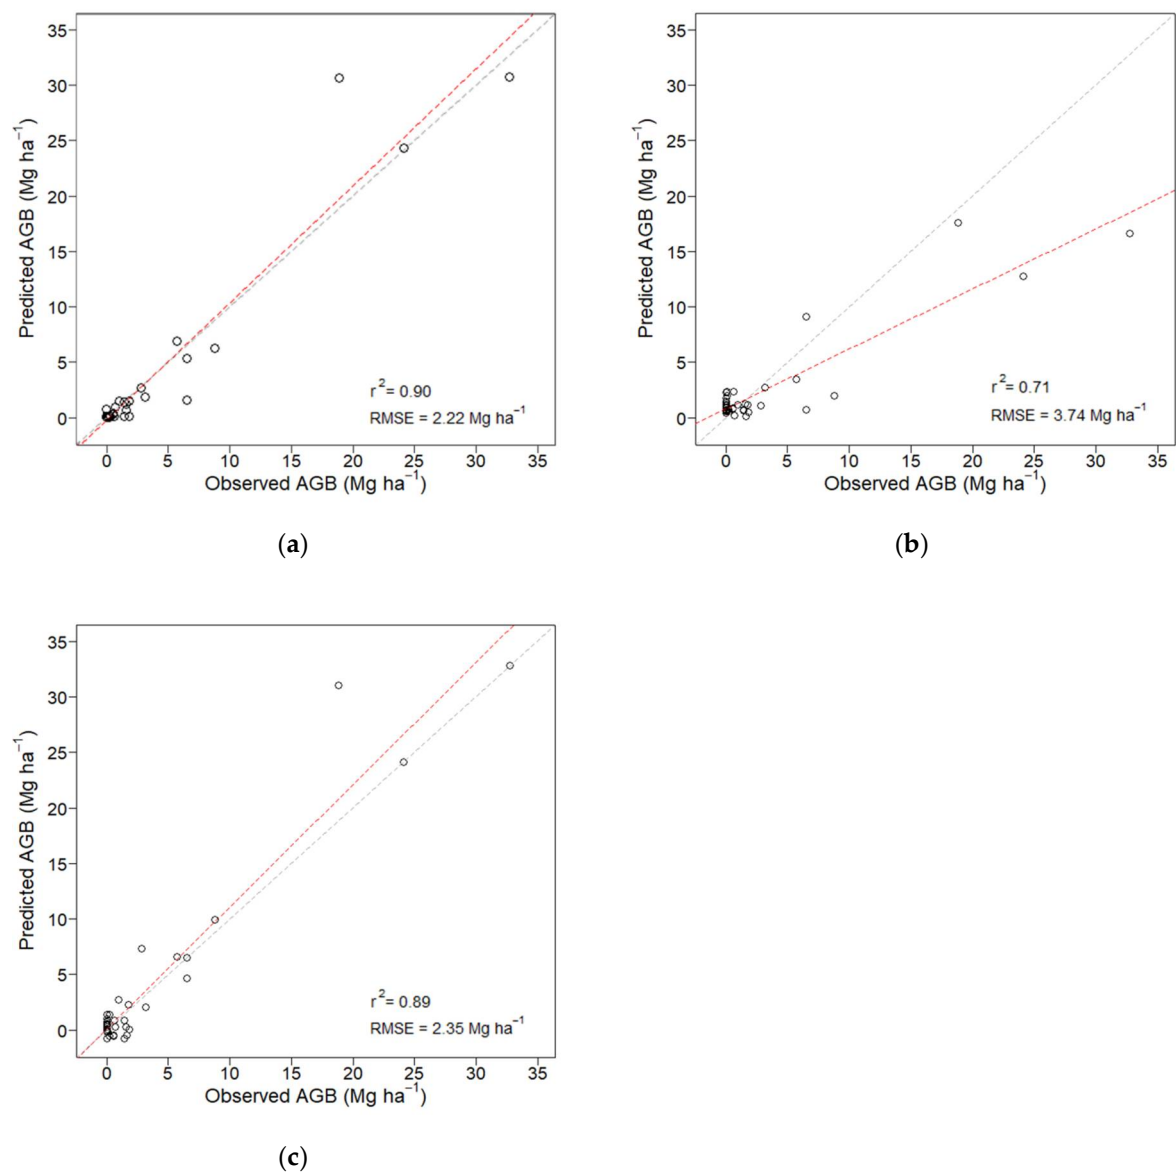 35
30
25
20
15
10
5
0
Predicted AGB (Mg ha⁻¹)
r² = 0.90
RMSE = 2.22 Mg ha⁻¹
0 5 10 15 20 25 30 35
Observed AGB (Mg ha⁻¹)
(a)
35
30
25
20
15
10
5
0
Predicted AGB (Mg ha⁻¹)
r² = 0.71
RMSE = 3.74 Mg ha⁻¹
0 5 10 15 20 25 30 35
Observed AGB (Mg ha⁻¹)
(b)
35
30
25
20
15
10
5
0
Predicted AGB (Mg ha⁻¹)
r² = 0.89
RMSE = 2.35 Mg ha⁻¹
0 5 10 15 20 25 30 35
Observed AGB (Mg ha⁻¹)
(c)